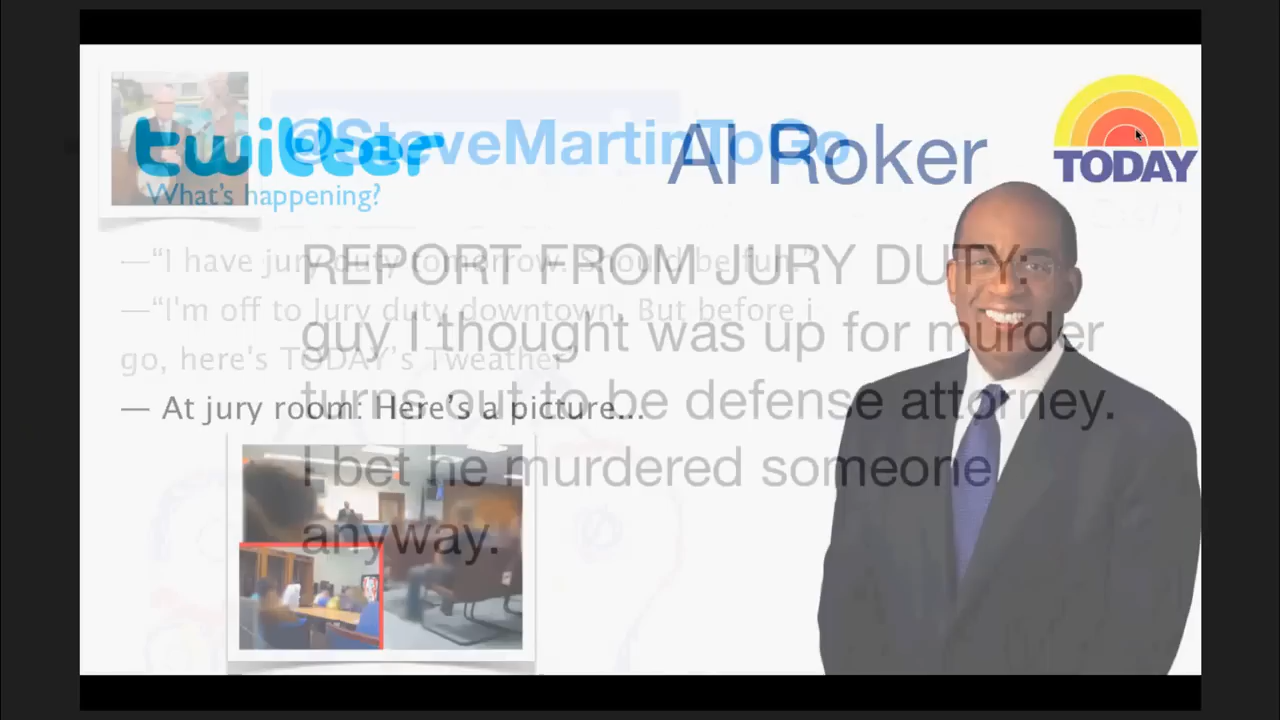 twitter
@SteveMartinToGo
Al Roker
TODAY
What's happening?
—“I have jury duty tomorrow. Should be fun.”
REPORT FROM JURY DUTY:
—“I'm off to Jury duty downtown. But before i
guy I thought was up for murder
go, here's TODAY’s Tweather
turns out to be defense attorney.
— At jury room: Here’s a picture...
I bet he murdered someone
anyway.